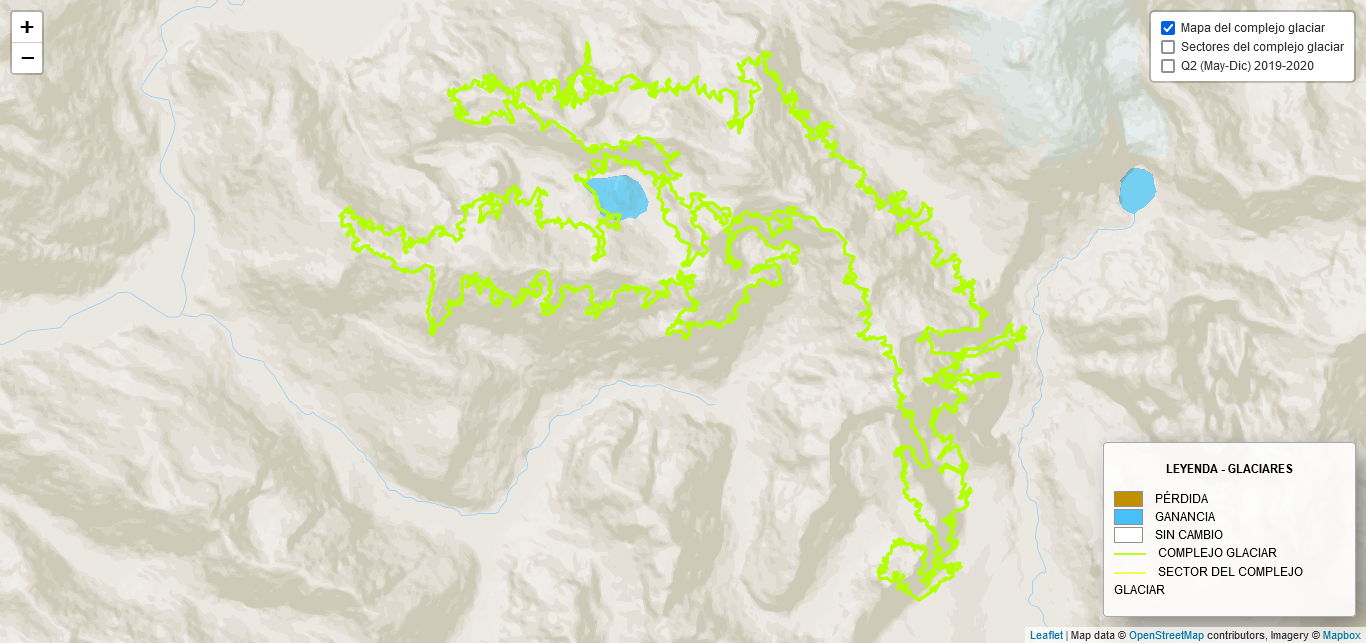 +
−
Mapa del complejo glaciar
Sectores del complejo glaciar
Q2 (May-Dic) 2019-2020
LEYENDA - GLACIARES
PÉRDIDA
GANANCIA
SIN CAMBIO
COMPLEJO GLACIAR
SECTOR DEL COMPLEJO
GLACIAR
Leaflet | Map data © OpenStreetMap contributors, Imagery © Mapbox